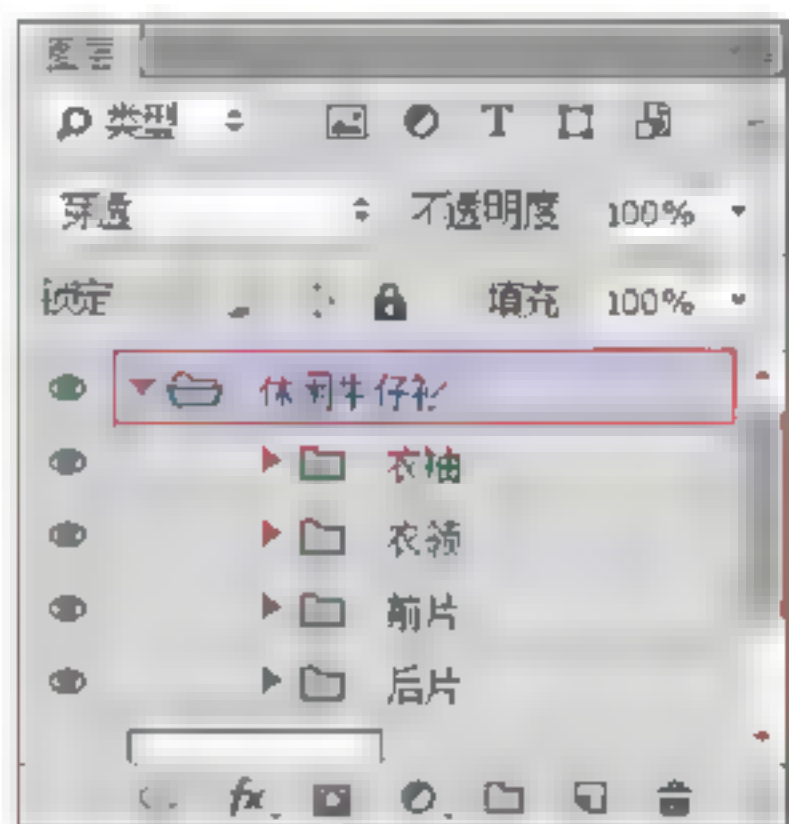 图层
类型 T
穿透 不透明度 100%
锁定 填充 100%
休闲牛仔衫
衣袖
衣领
前片
后片
fx